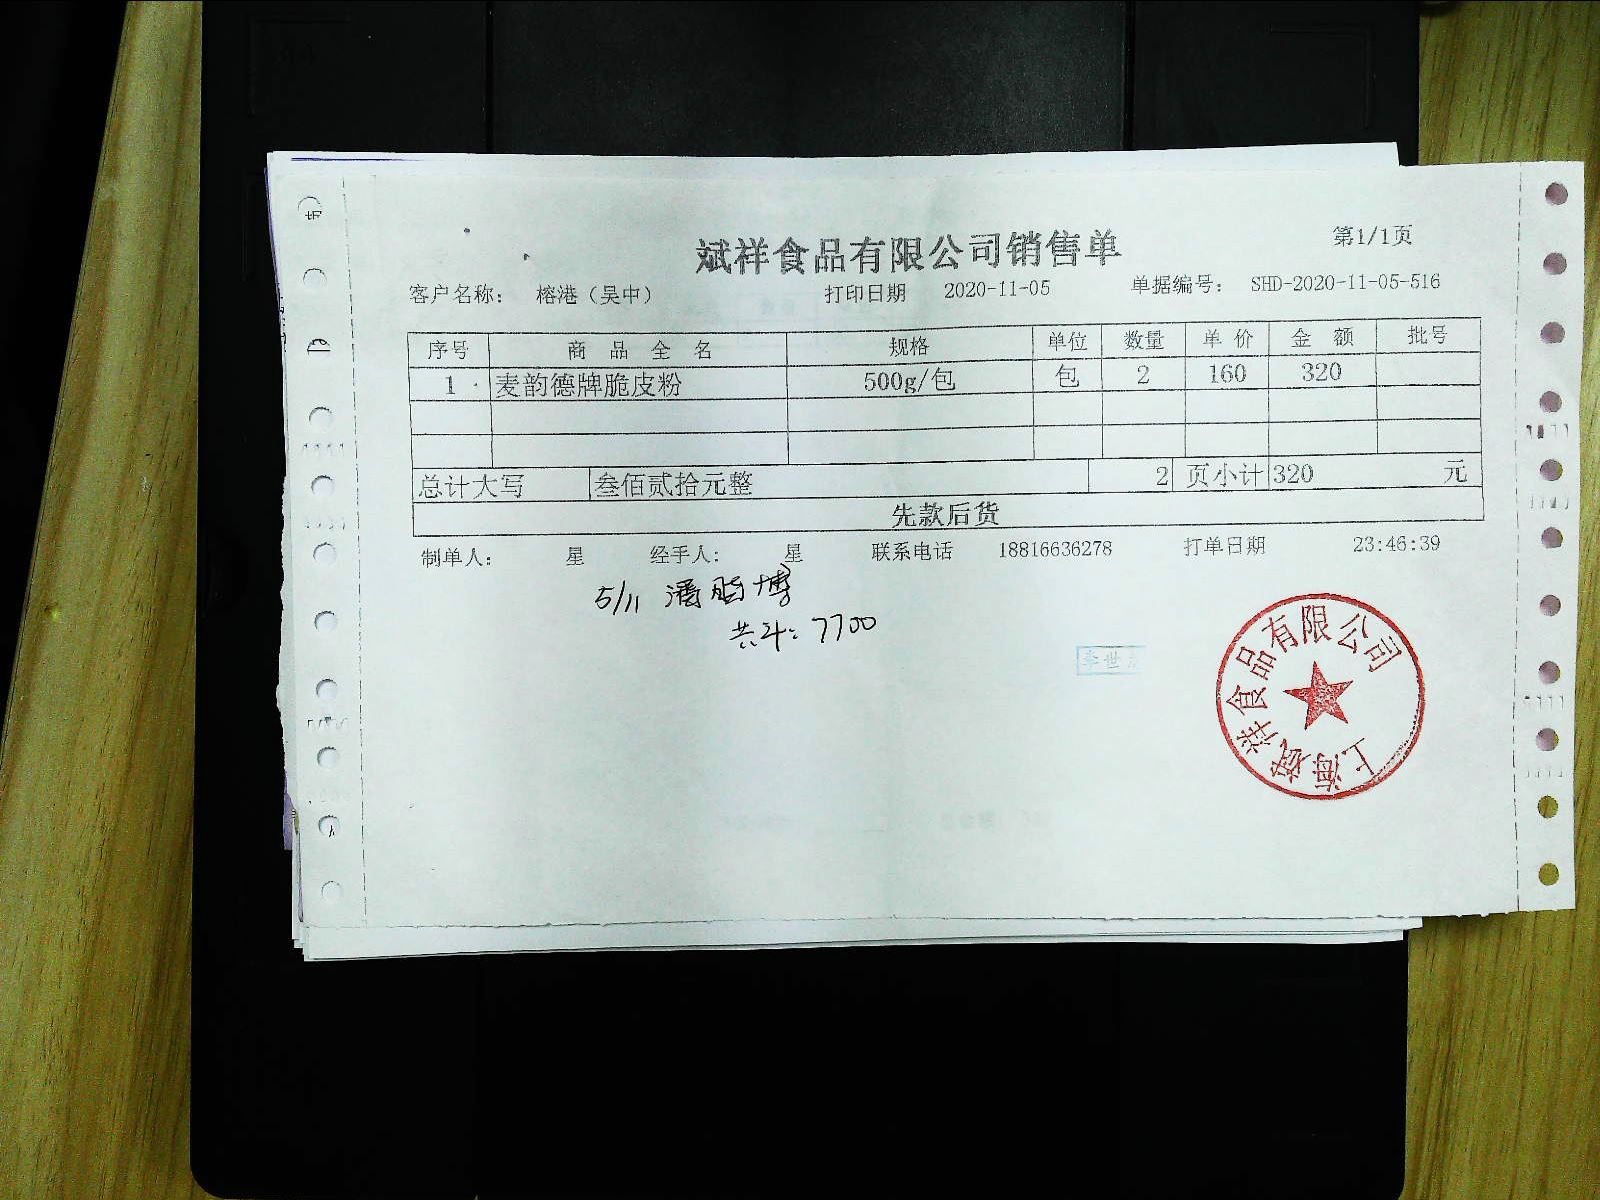 斌祥食品有限公司销售单
第1/1页
客户名称： 榕港（吴中） 打印日期 2020-11-05 单据编号： SHD-2020-11-05-516
序号 商 品 全 名 规格 单位 数量 单 价 金 额 批号
1 麦韵德牌脆皮粉 500g/包 包 2 160 320
总计大写 叁佰贰拾元整 2 页小计 320 元
先款后货
制单人： 星 经手人： 星 联系电话 18816636278 打单日期 23:46:39
5/11 潘 博
7700
李世
上海斌祥食品有限公司